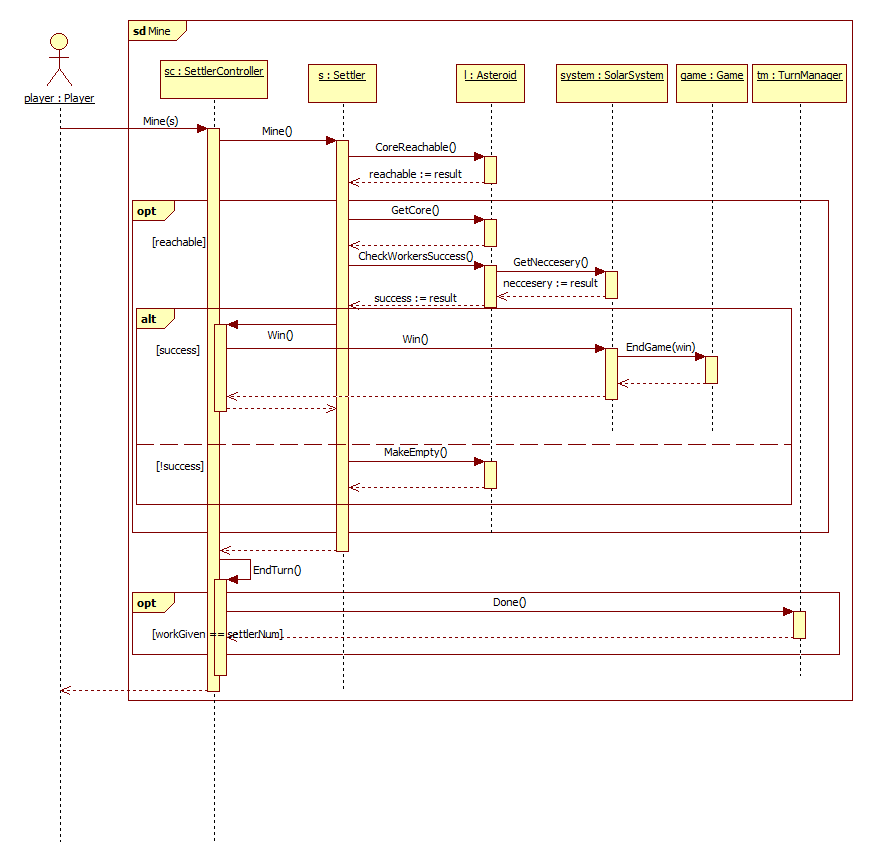 sd Mine
player : Player
sc : SettlerController
s : Settler
l : Asteroid
system : SolarSystem
game : Game
tm : TurnManager
Mine(s)
Mine()
CoreReachable()
reachable := result
opt
GetCore()
[reachable]
CheckWorkersSuccess()
GetNeccesery()
neccesery := result
success := result
alt
Win()
Win()
[success]
EndGame(win)
MakeEmpty()
[!success]
EndTurn()
opt
Done()
[workGiven == settlerNum]